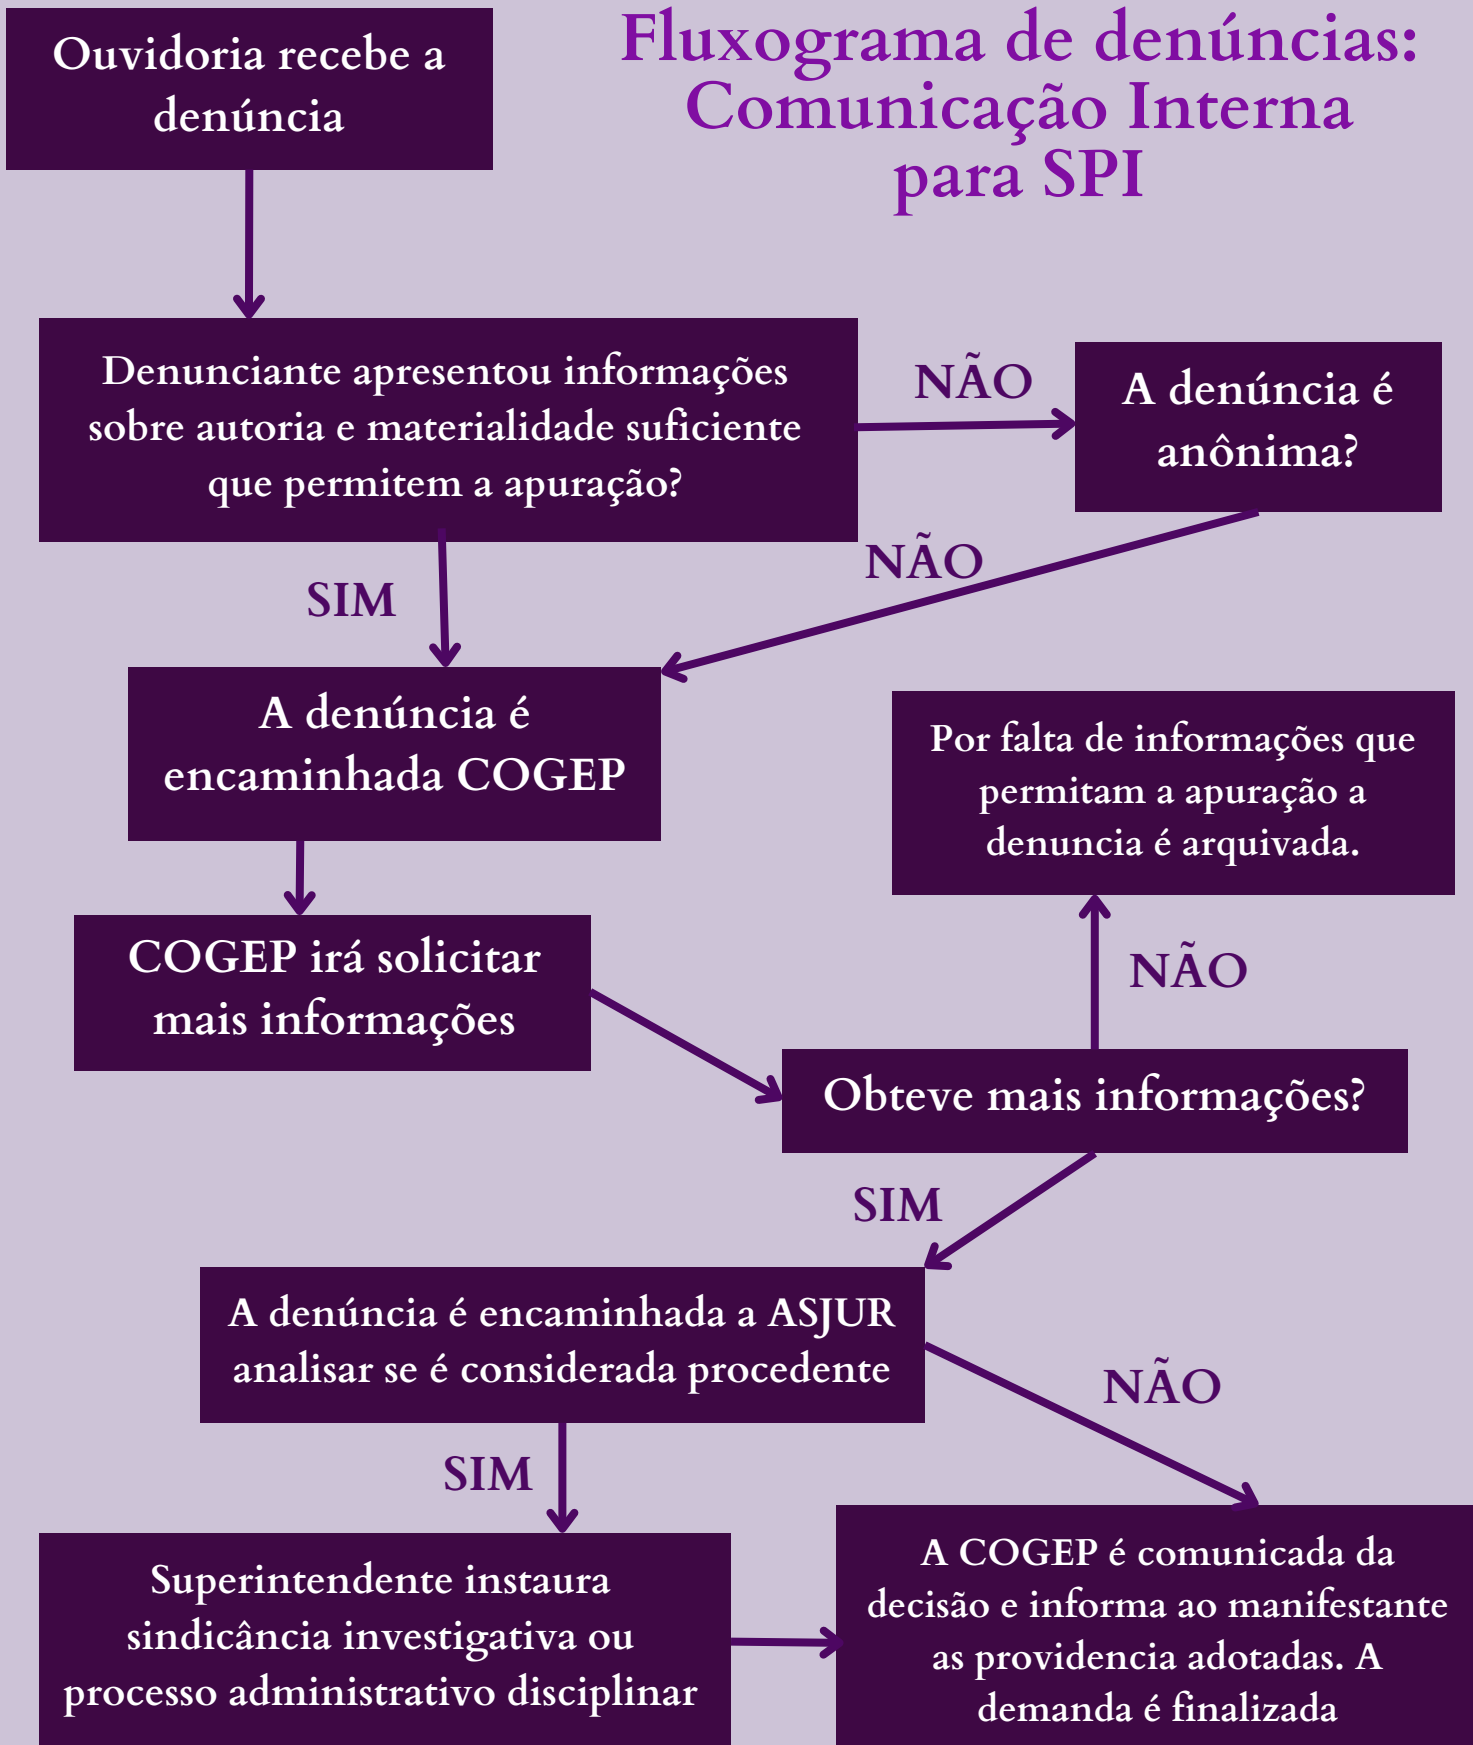 Ouvidoria recebe a
denúncia
Fluxograma de denúncias:
Comunicação Interna
para SPI
Denunciante apresentou informações
sobre autoria e materialidade suficiente
que permitem a apuração?
NÃO
A denúncia é
anônima?
NÃO
SIM
A denúncia é
encaminhada COGEP
Por falta de informações que
permitam a apuração a
denuncia é arquivada.
COGEP irá solicitar
mais informações
NÃO
Obteve mais informações?
SIM
A denúncia é encaminhada a ASJUR
analisar se é considerada procedente
NÃO
SIM
Superintendente instaura
sindicância investigativa ou
processo administrativo disciplinar
A COGEP é comunicada da
decisão e informa ao manifestante
as providencia adotadas. A
demanda é finalizada